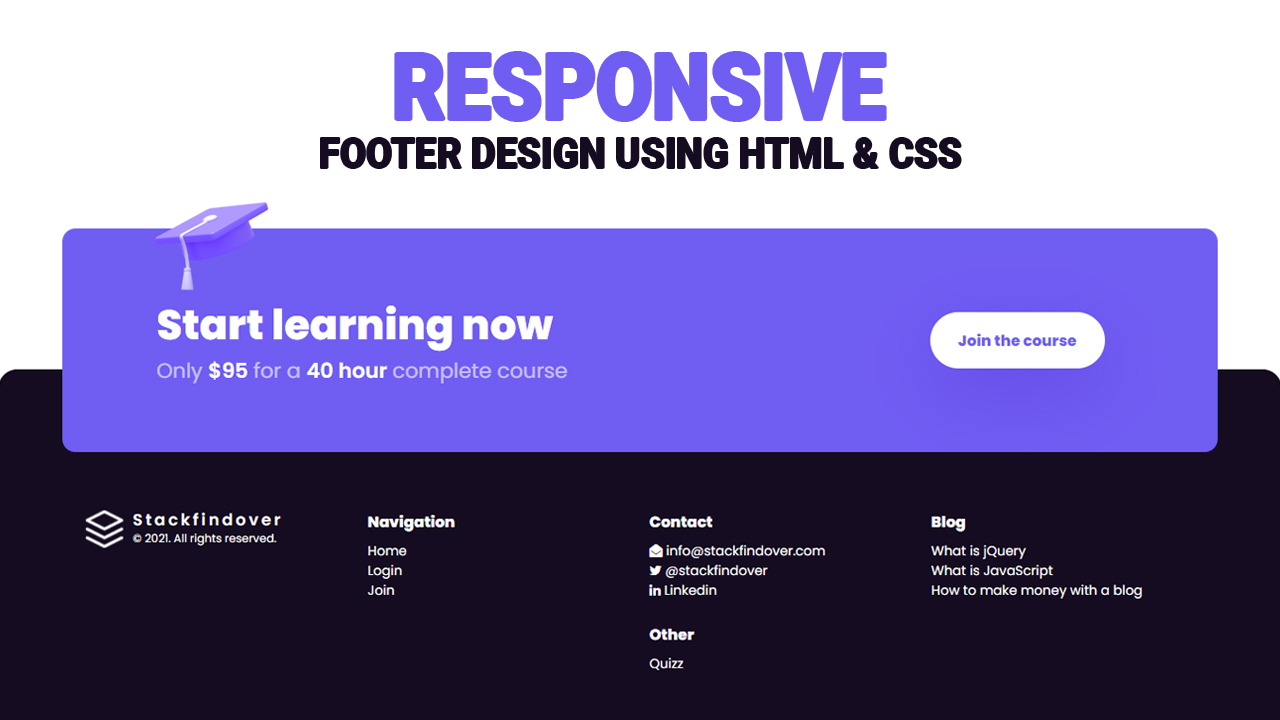 RESPONSIVE
FOOTER DESIGN USING HTML & CSS
Start learning now
Only $95 for a 40 hour complete course
Join the course
Stackfindover
© 2021. All rights reserved.
Navigation
Home
Login
Join
Contact
info@stackfindover.com
@stackfindover
Linkedin
Other
Quizz
Blog
What is jQuery
What is JavaScript
How to make money with a blog